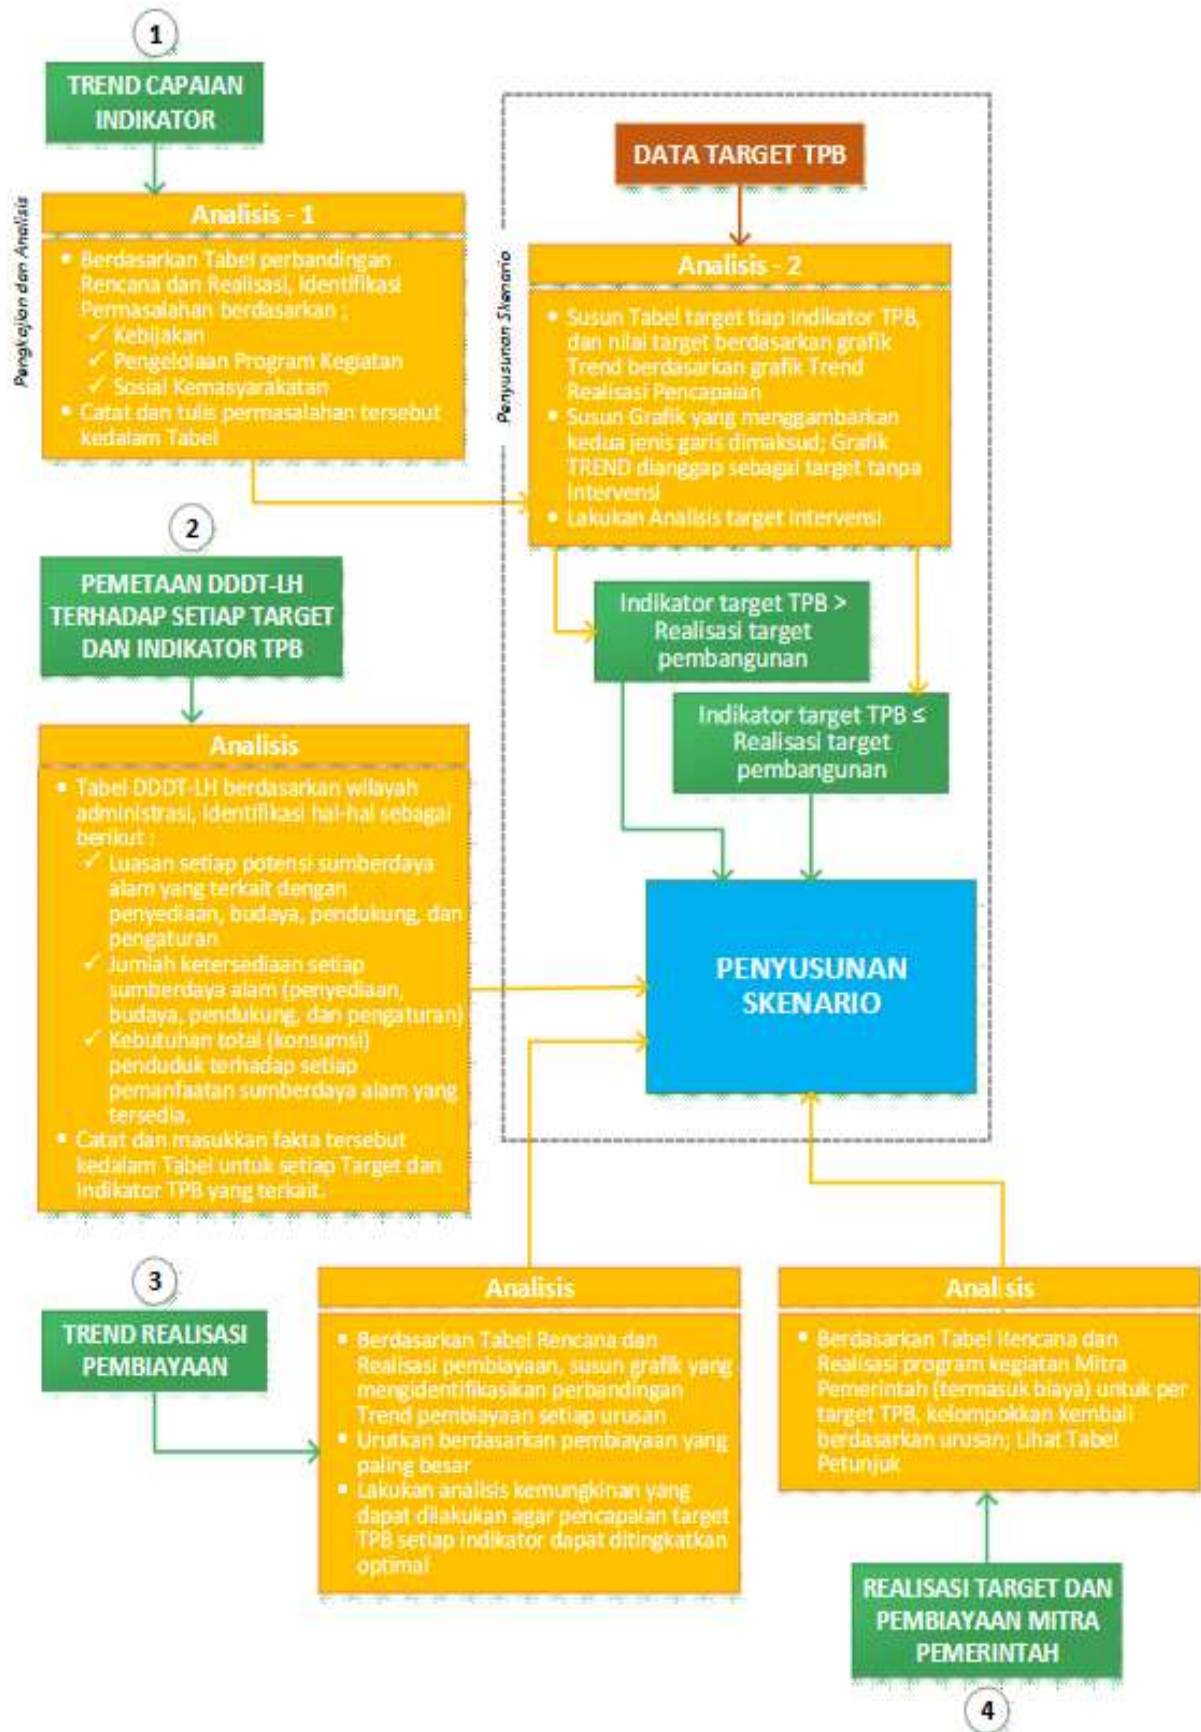 1
TREND CAPAIAN
INDIKATOR
Pengkajian dan Analisis
Analisis - 1
▪ Berdasarkan Tabel perbandingan
Rencana dan Realisasi, Identifikasi
Permasalahan berdasarkan ;
✓ Kebijakan
✓ Pengelolaan Program Kegiatan
✓ Sosial Kemasyarakatan
▪ Catat dan tulis permasalahan tersebut
kedalam Tabel
Penyusunan Skenario
DATA TARGET TPB
Analisis - 2
▪ Susun Tabel target tiap Indikator TPB,
dan nilai target berdasarkan grafik
Trend berdasarkan grafik Trend
Realisasi Pencapaian
▪ Susun Grafik yang menggambarkan
kedua jenis garis dimaksud; Grafik
TREND dianggap sebagai target tanpa
Intervensi
▪ Lakukan Analisis target Intervensi
Indikator target TPB >
Realisasi target
pembangunan
Indikator target TPB ≤
Realisasi target
pembangunan
PENYUSUNAN
SKENARIO
2
PEMETAAN DDDT-LH
TERHADAP SETIAP TARGET
DAN INDIKATOR TPB
Analisis
▪ Tabel DDDT-LH berdasarkan wilayah
administrasi, Identifikasi hal-hal sebagai
berikut :
✓ Luasan setiap potensi sumberdaya
alam yang terkait dengan
penyediaan, budaya, pendukung, dan
pengaturan
✓ Jumlah ketersediaan setiap
sumberdaya alam (penyediaan,
budaya, pendukung, dan pengaturan)
✓ Kebutuhan total (konsumsi)
penduduk terhadap setiap
pemanfaatan sumberdaya alam yang
tersedia.
▪ Catat dan masukkan fakta tersebut
kedalam Tabel untuk setiap Target dan
Indikator TPB yang terkait.
3
TREND REALISASI
PEMBIAYAAN
Analisis
▪ Berdasarkan Tabel Rencana dan
Realisasi pembiayaan, susun grafik yang
mengidentifikasikan perbandingan
Trend pembiayaan setiap urusan
▪ Urutkan berdasarkan pembiayaan yang
paling besar
▪ Lakukan analisis kemungkinan yang
dapat dilakukan agar pencapaian target
TPB setiap indikator dapat ditingkatkan
optimal
Analisis
▪ Berdasarkan Tabel Rencana dan
Realisasi program kegiatan Mitra
Pemerintah (termasuk biaya) untuk per
target TPB, kelompokkan kembali
berdasarkan urusan; Lihat Tabel
Petunjuk
REALISASI TARGET DAN
PEMBIAYAAN MITRA
PEMERINTAH
4